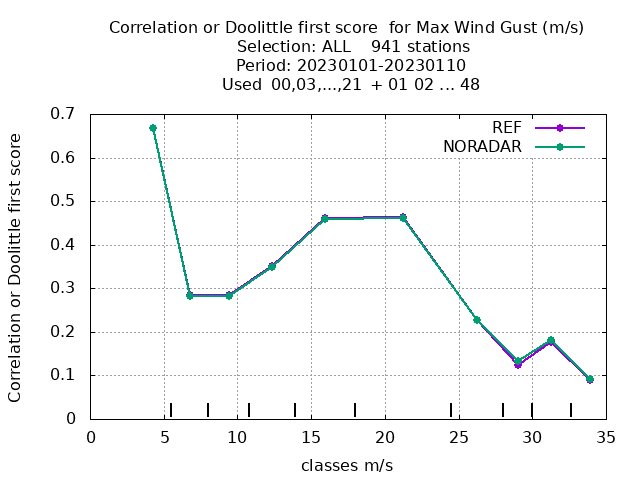 Correlation or Doolittle first score  for Max Wind Gust (m/s)
Selection: ALL    941 stations
Period: 20230101-20230110
Used  00,03,...,21  + 01 02 ... 48
REF
NORADAR
Correlation or Doolittle first score
0.7
0.6
0.5
0.4
0.3
0.2
0.1
0
0 5 10 15 20 25 30 35
classes m/s